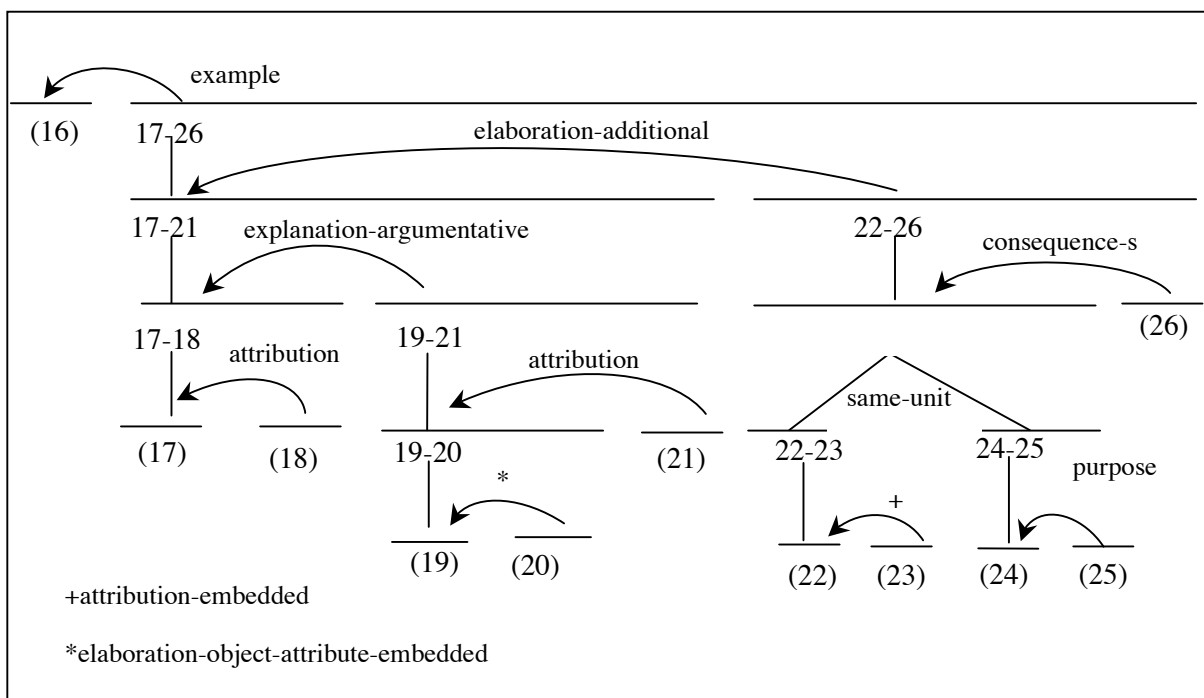 example
(16) 17-26 elaboration-additional
17-21 explanation-argumentative 22-26 consequence-s
17-18 attribution 19-21 attribution (26)
same-unit
(17) (18) 19-20 (21) 22-23 24-25
* purpose
+
(19) (20) (22) (23) (24) (25)
+attribution-embedded
*elaboration-object-attribute-embedded